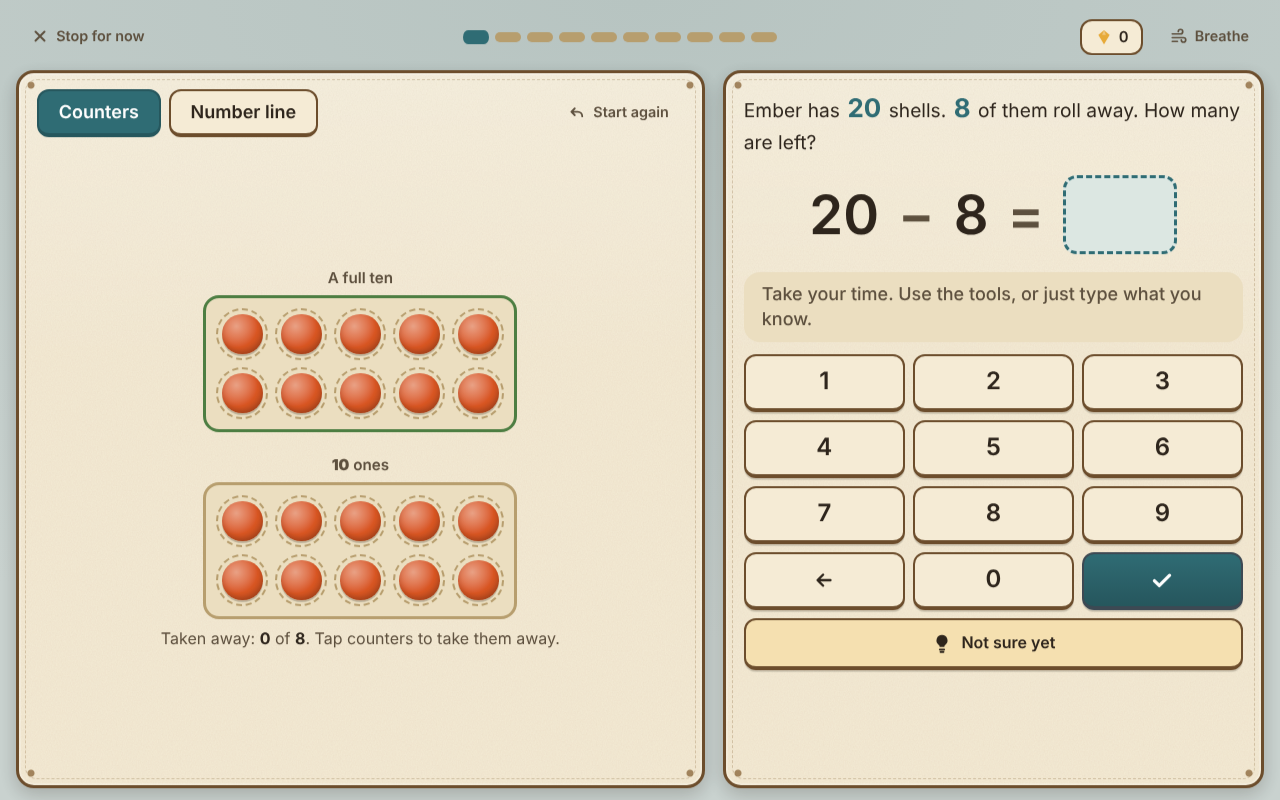 Stop for now
0
Breathe
Counters
Number line
Start again
A full ten
10 ones
Taken away: 0 of 8. Tap counters to take them away.
Ember has 20 shells. 8 of them roll away. How many
are left?
20 − 8 =
Take your time. Use the tools, or just type what you
know.
1 2 3
4 5 6
7 8 9
0
Not sure yet